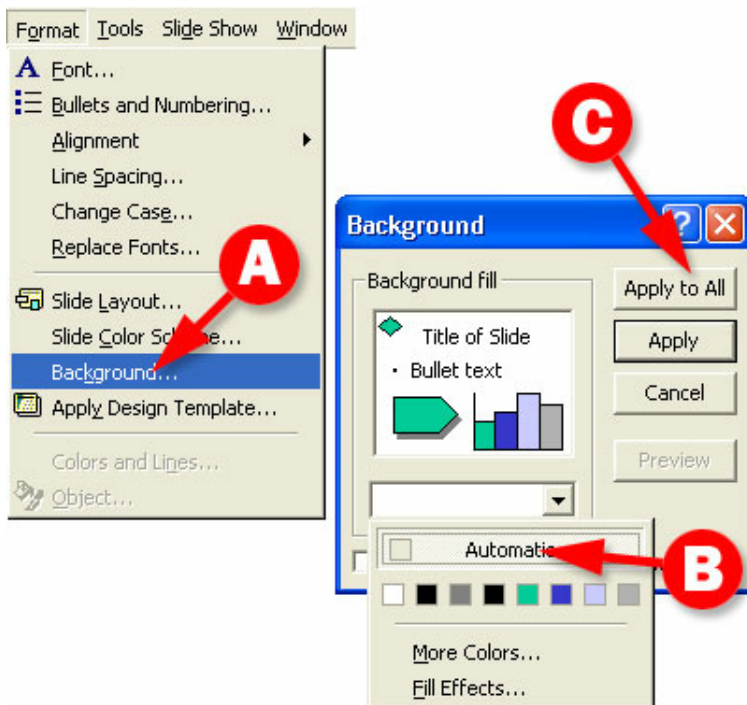 Format Tools Slide Show Window
Font...
Bullets and Numbering...
Alignment
Line Spacing...
Change Case...
Replace Fonts...
A
Slide Layout...
Slide Color
Background...
Apply Design Template...
Colors and Lines...
Object...
C
Background ?
Background fill
Title of Slide
• Bullet text
Apply to All
Apply
Cancel
Preview
Automatic
B
More Colors...
Fill Effects...